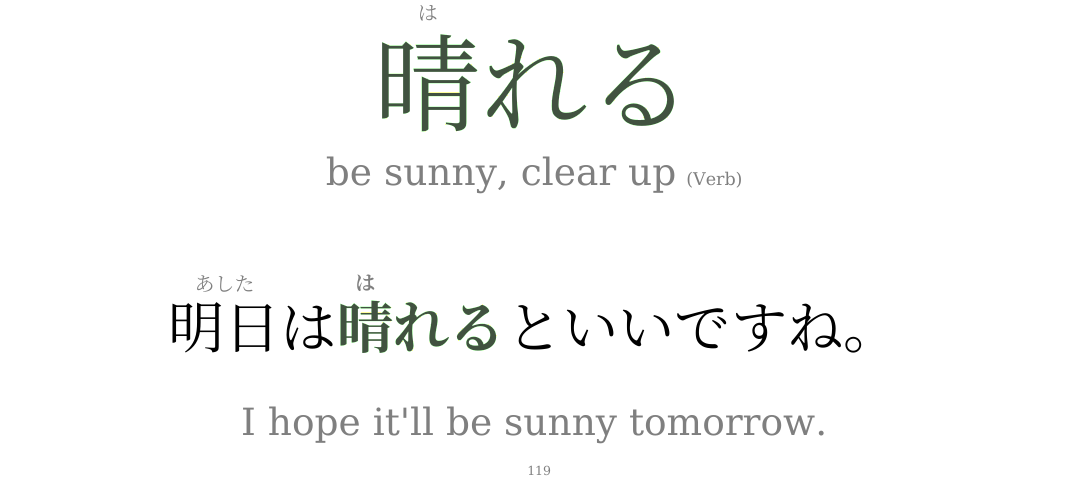 は
晴れる
be sunny, clear up (Verb)
あした は
明日は晴れるといいですね。
I hope it'll be sunny tomorrow.
119